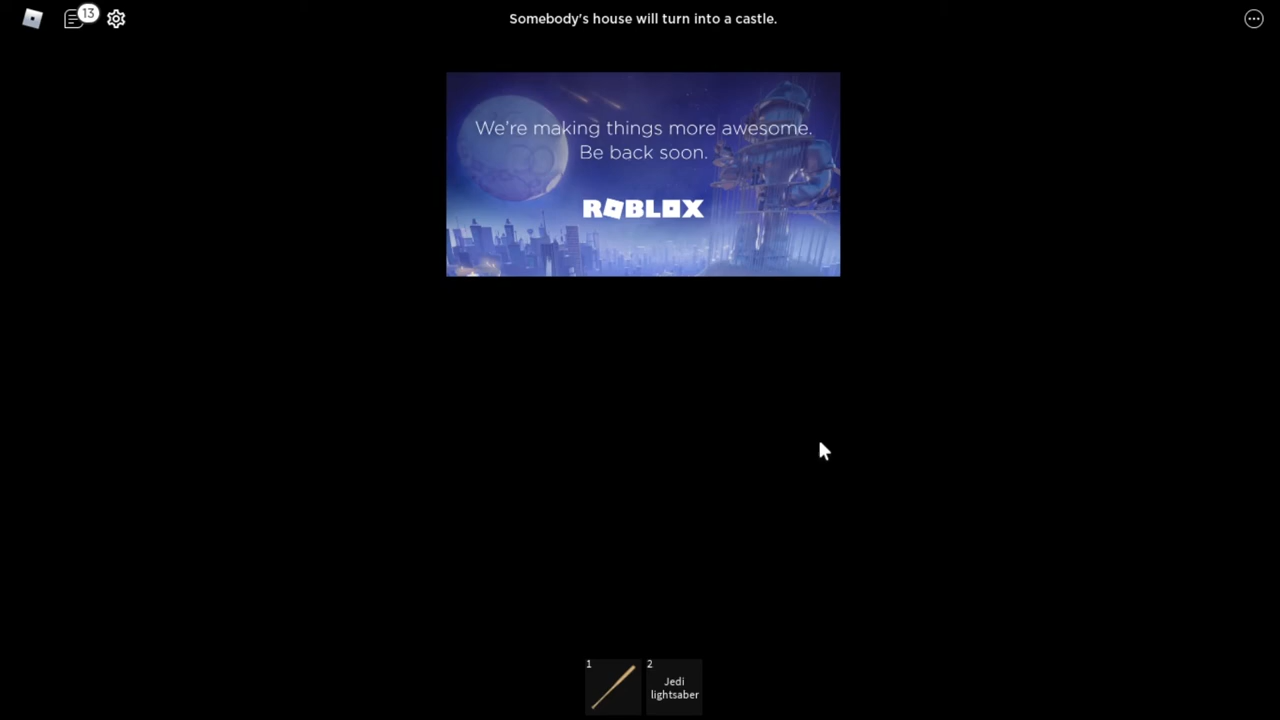 13
Somebody's house will turn into a castle.
We're making things more awesome.
Be back soon.
ROBLOX
1
2
Jedi
lightsaber